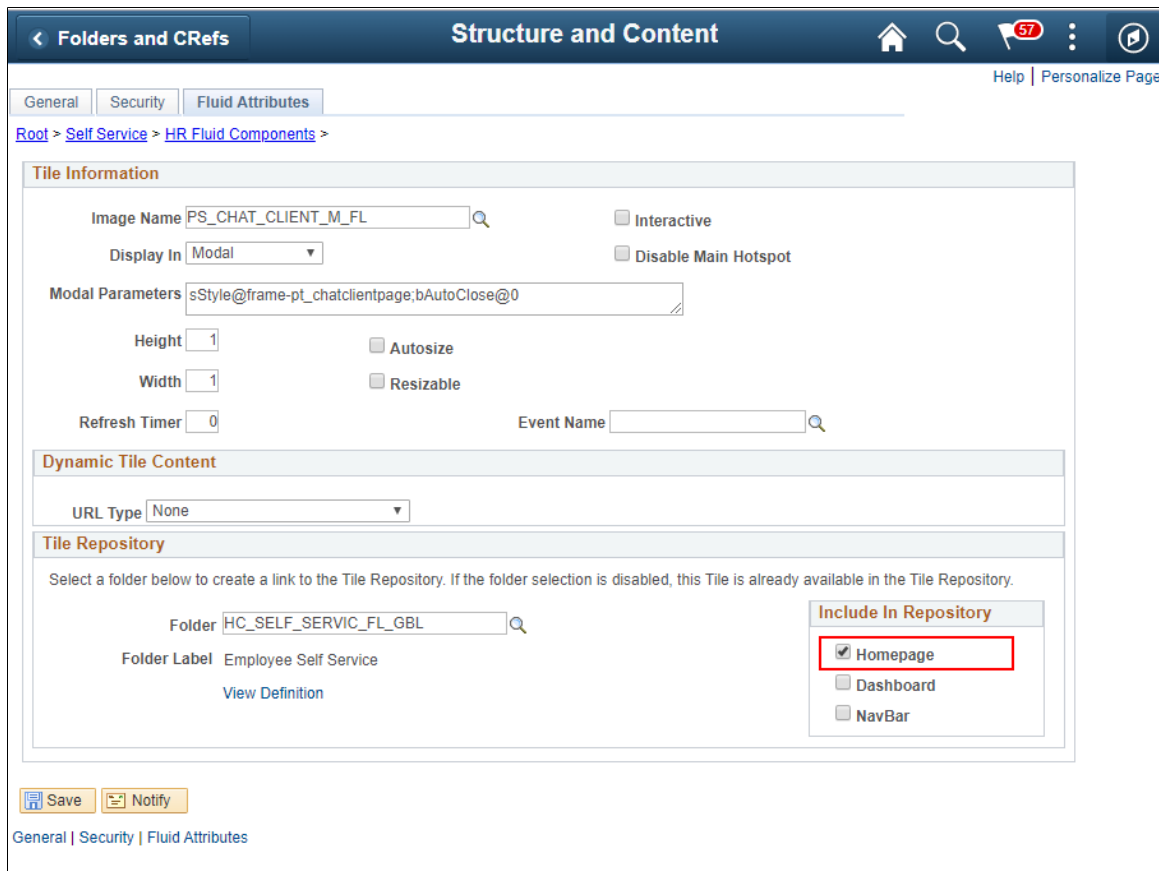 Folders and CRefs
Structure and Content
57
Help | Personalize Page
General Security Fluid Attributes
Root > Self Service > HR Fluid Components >
Tile Information
Image Name PS_CHAT_CLIENT_M_FL
Interactive
Display In Modal
Disable Main Hotspot
Modal Parameters sStyle@frame-pt_chatclientpage;bAutoClose@0
Height 1
Autosize
Width 1
Resizable
Refresh Timer 0
Event Name
Dynamic Tile Content
URL Type None
Tile Repository
Select a folder below to create a link to the Tile Repository. If the folder selection is disabled, this Tile is already available in the Tile Repository.
Folder HC_SELF_SERVIC_FL_GBL
Folder Label Employee Self Service
View Definition
Include In Repository
Homepage
Dashboard
NavBar
Save Notify
General | Security | Fluid Attributes